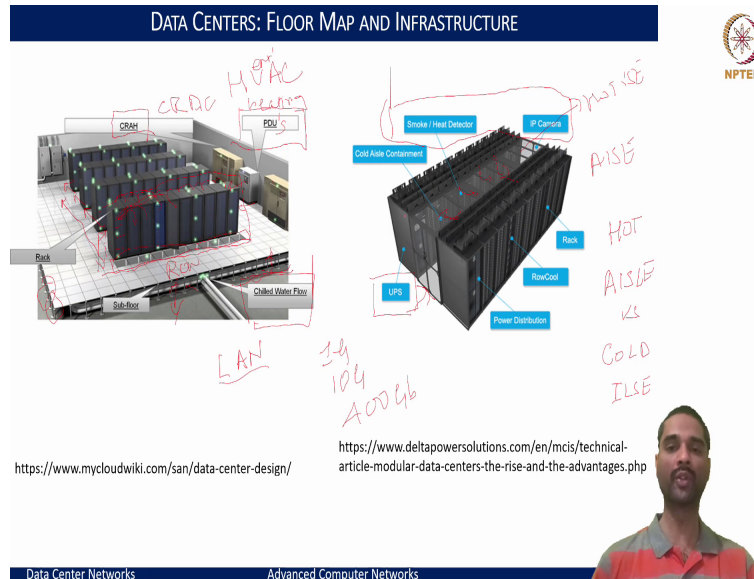 DATA CENTERS: FLOOR MAP AND INFRASTRUCTURE
NPTEL
HVAC
CRAH
PDU
Rack
ROW
Sub-floor
Chilled Water Flow
Smoke / Heat Detector
IP Camera
Cold Aisle Containment
Rack
RowCool
UPS
Power Distribution
AISE
HOT
AISLE
VS
COLD
ILSE
LAN
10G
400 Gb
https://www.mycloudwiki.com/san/data-center-design/
https://www.deltapowersolutions.com/en/mcis/technical-
article-modular-data-centers-the-rise-and-the-advantages.php
Data Center Networks
Advanced Computer Networks